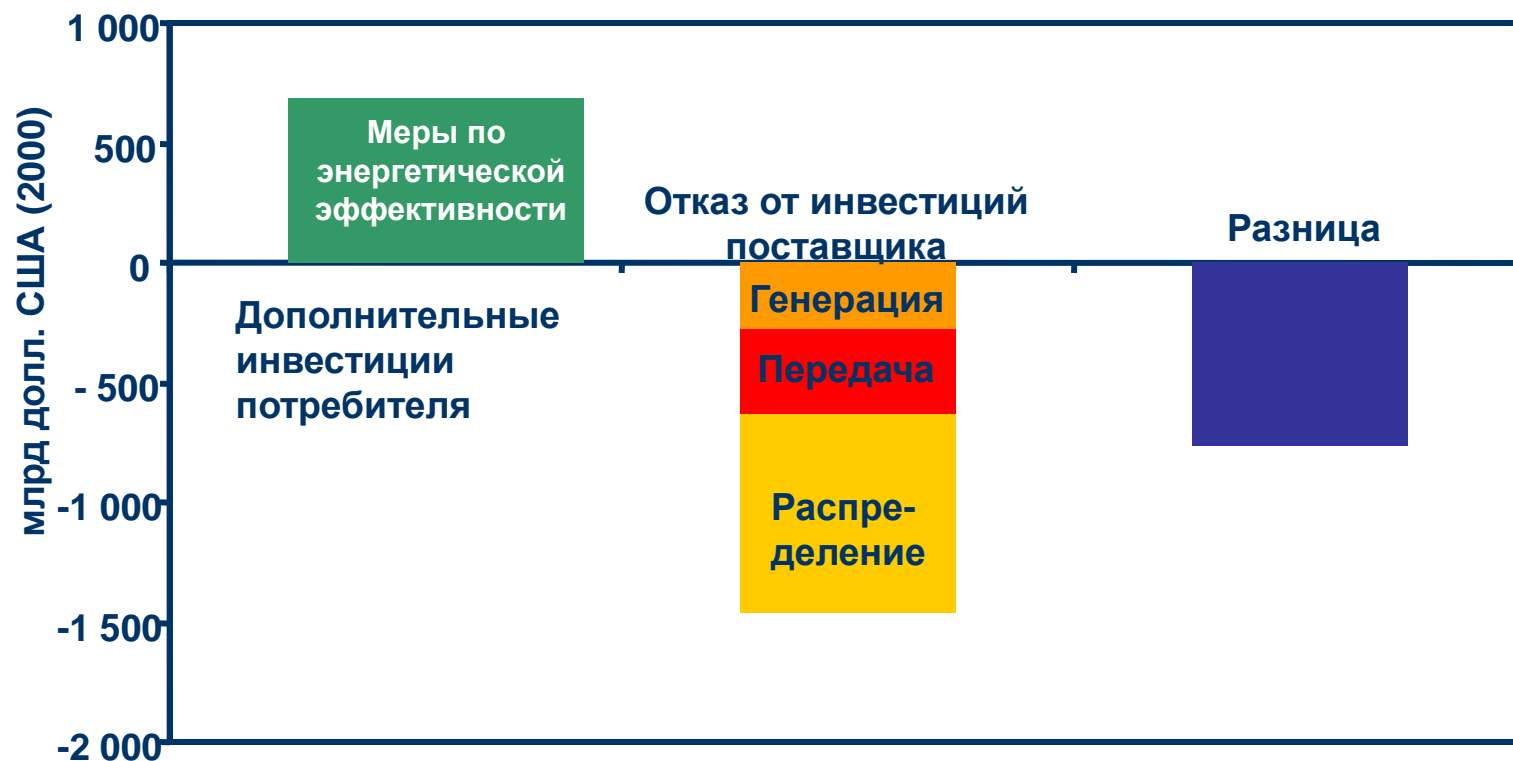 млрд долл. США (2000)
1 000
500
0
- 500
-1 000
-1 500
-2 000
Меры по
энергетической
эффективности
Дополнительные
инвестиции
потребителя
Отказ от инвестиций
поставщика
Генерация
Передача
Распре-
деление
Разница